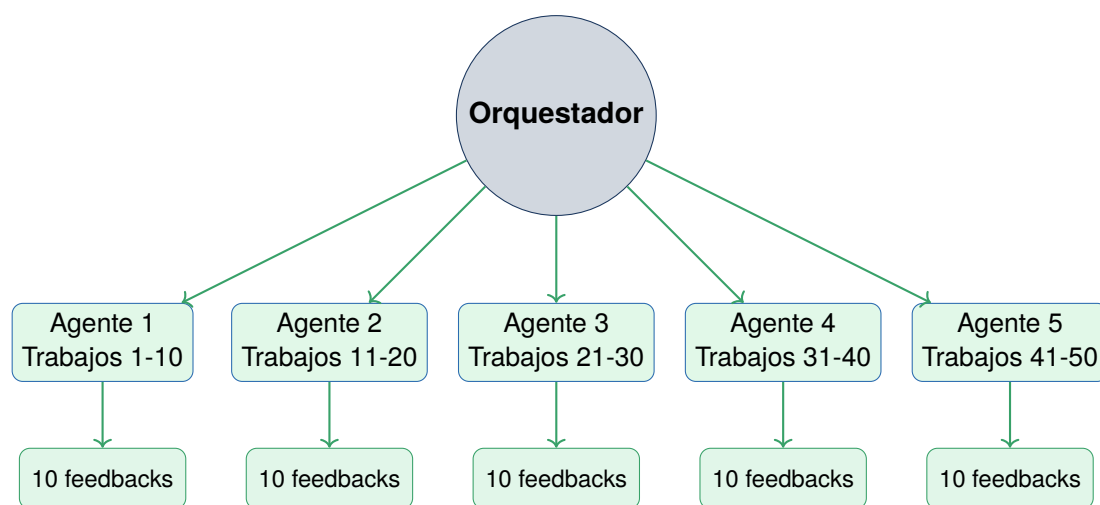 Orquestador
Agente 1
Trabajos 1-10
Agente 2
Trabajos 11-20
Agente 3
Trabajos 21-30
Agente 4
Trabajos 31-40
Agente 5
Trabajos 41-50
10 feedbacks
10 feedbacks
10 feedbacks
10 feedbacks
10 feedbacks